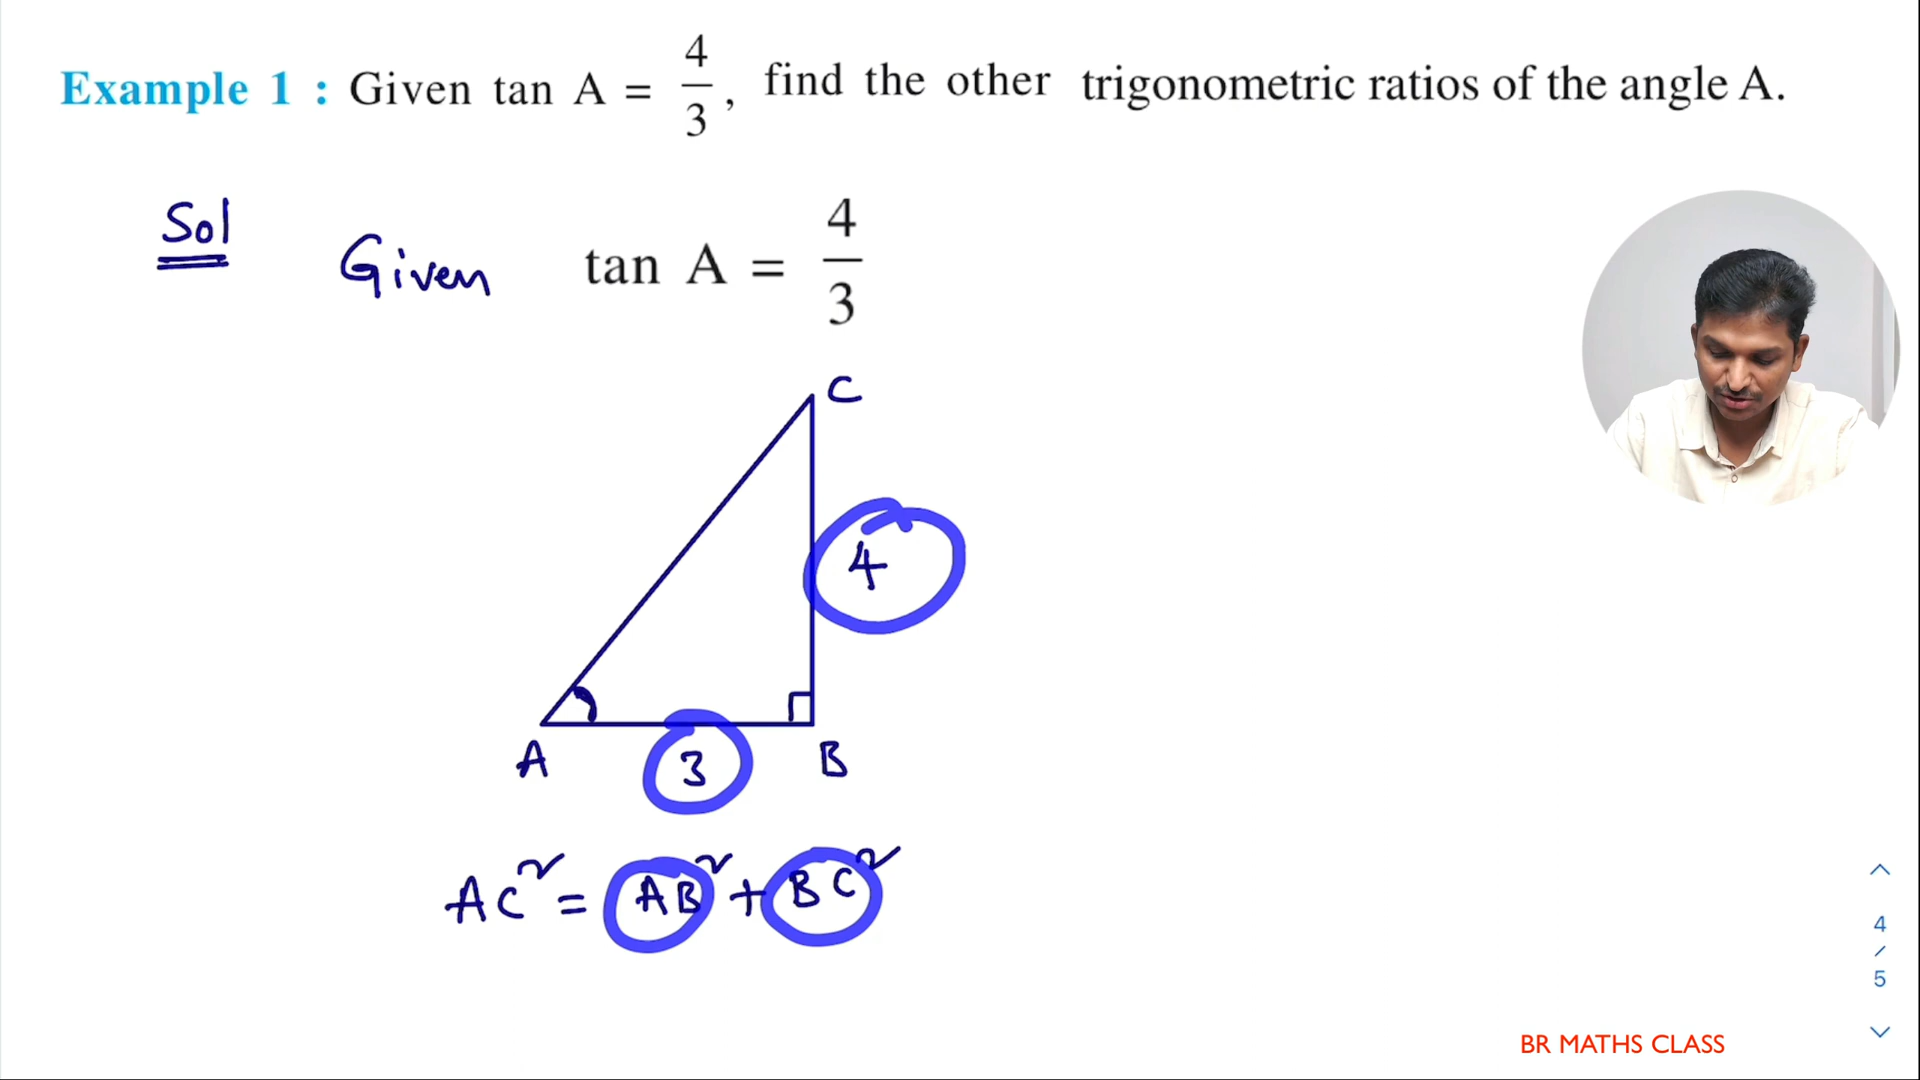 Example 1 : Given tan A = 4/3, find the other trigonometric ratios of the angle A.
Sol
Given tan A = 4/3
C
4
A 3 B
AC² = AB² + BC²
4
/
5
BR MATHS CLASS